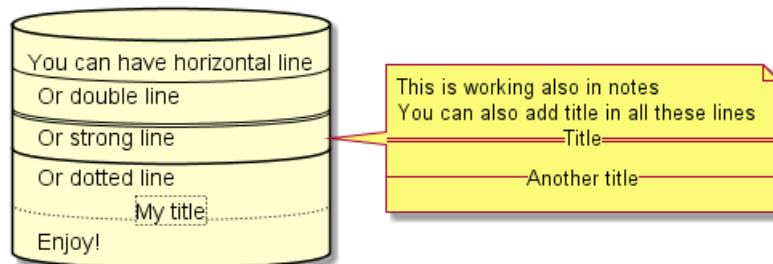 You can have horizontal line
Or double line
Or strong line
Or dotted line
My title
Enjoy!
This is working also in notes
You can also add title in all these lines
Title
Another title